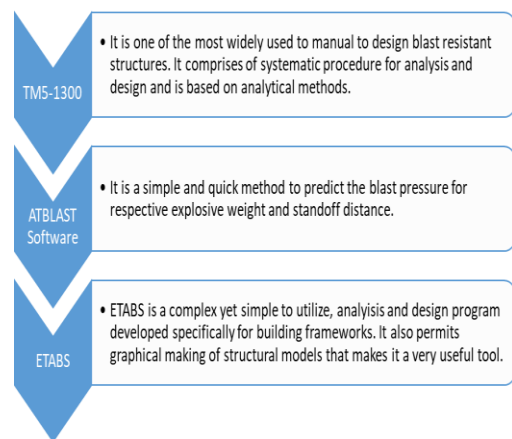 TM5-1300
• It is one of the most widely used to manual to design blast resistant
structures. It comprises of systematic procedure for analysis and
design and is based on analytical methods.
ATBLAST
Software
• It is a simple and quick method to predict the blast pressure for
respective explosive weight and standoff distance.
ETABS
• ETABS is a complex yet simple to utilize, analyisis and design program
developed specifically for building frameworks. It also permits
graphical making of structural models that makes it a very useful tool.